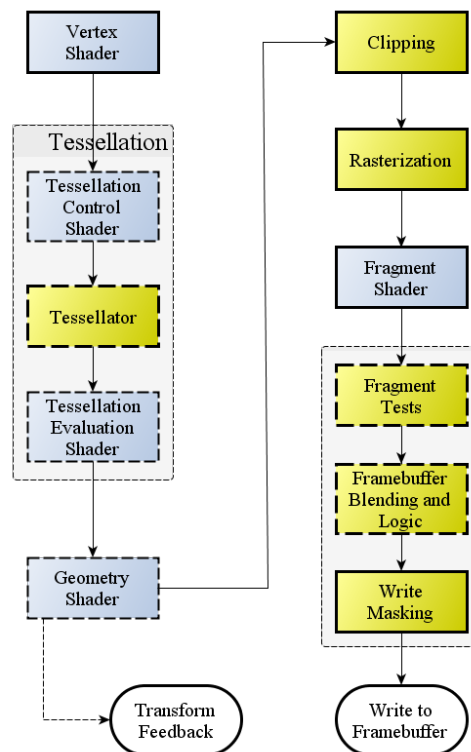 Vertex
Shader
Tessellation
Tessellation
Control
Shader
Tessellator
Tessellation
Evaluation
Shader
Geometry
Shader
Transform
Feedback
Clipping
Rasterization
Fragment
Shader
Fragment
Tests
Framebuffer
Blending and
Logic
Write
Masking
Write to
Framebuffer